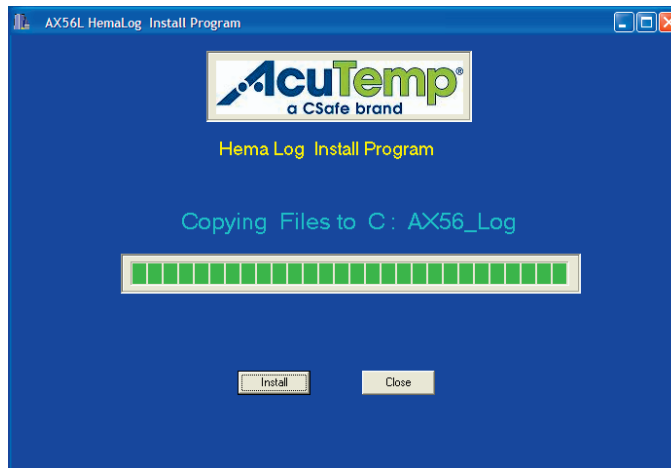 AX56L HemaLog Install Program
AcuTemp®
a CSafe brand
Hema Log Install Program
Copying Files to C : AX56_Log
Install Close